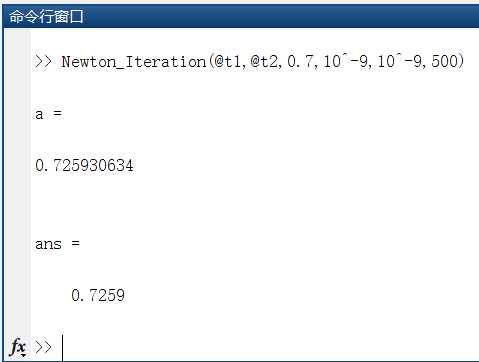 命令行窗口
>> Newton_Iteration(@t1,@t2,0.7,10^-9,10^-9,500)
a =
0.725930634
ans =
0.7259
fx >>